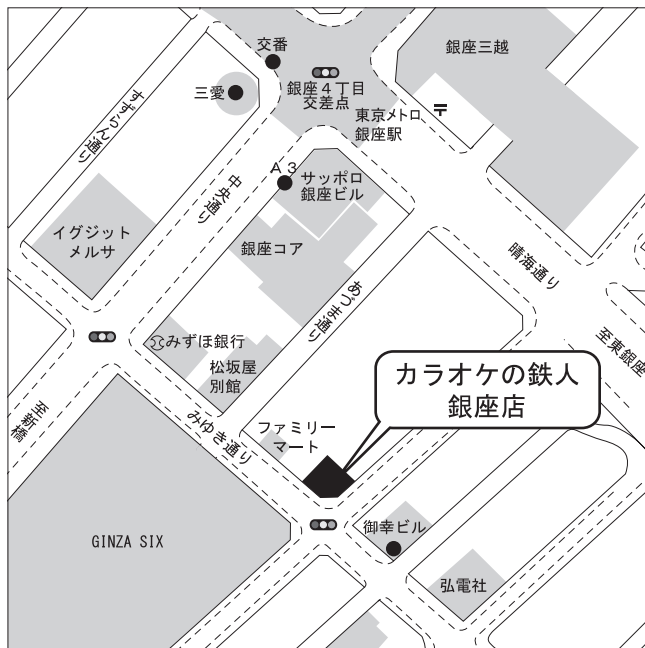 交番
銀座三越
三愛
銀座４丁目
交差点
〒
東京メトロ
銀座駅
すずらん通り
中央通り
A3
サッポロ
銀座ビル
イグジット
メルサ
銀座コア
晴海通り
あづま通り
みずほ銀行
松坂屋
別館
至東銀座
カラオケの鉄人
銀座店
至新橋
みゆき通り
ファミリー
マート
GINZA SIX
御幸ビル
弘電社